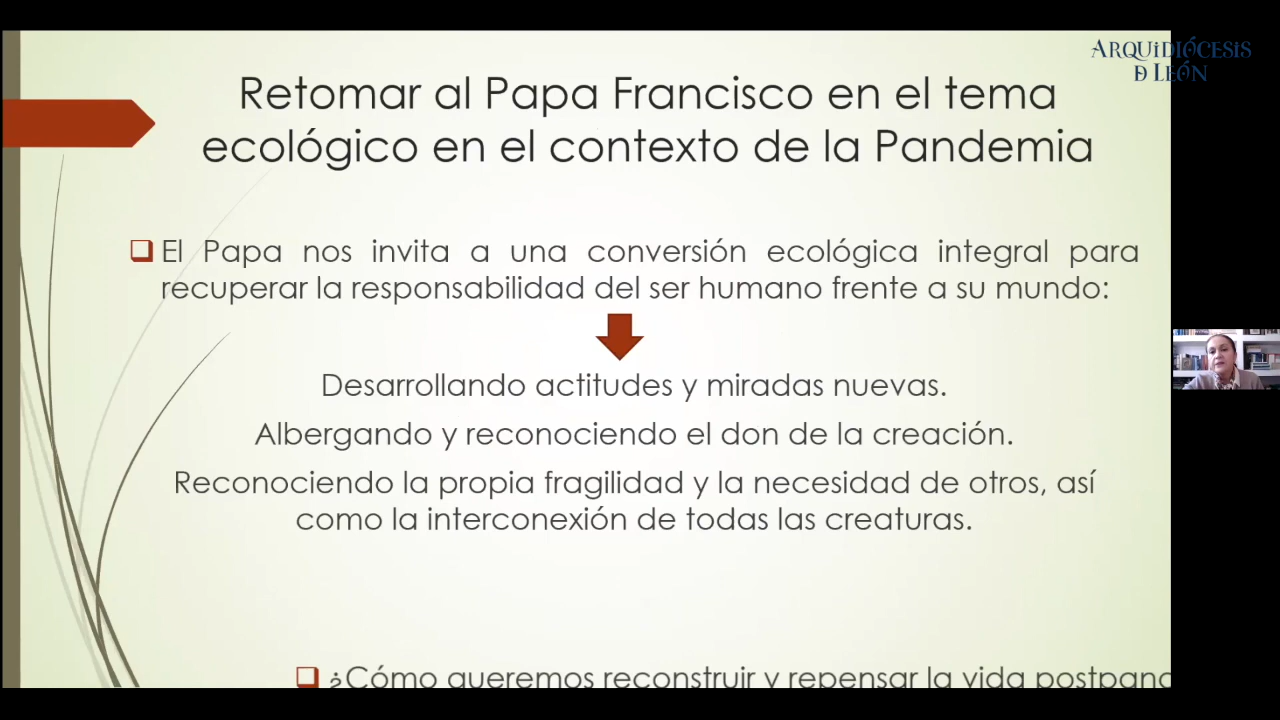 ARQUIDIÓCESIS
D LEÓN
Retomar al Papa Francisco en el tema
ecológico en el contexto de la Pandemia
El Papa nos invita a una conversión ecológica integral para
recuperar la responsabilidad del ser humano frente a su mundo:
Desarrollando actitudes y miradas nuevas.
Albergando y reconociendo el don de la creación.
Reconociendo la propia fragilidad y la necesidad de otros, así
como la interconexión de todas las creaturas.
¿Cómo queremos reconstruir y repensar la vida